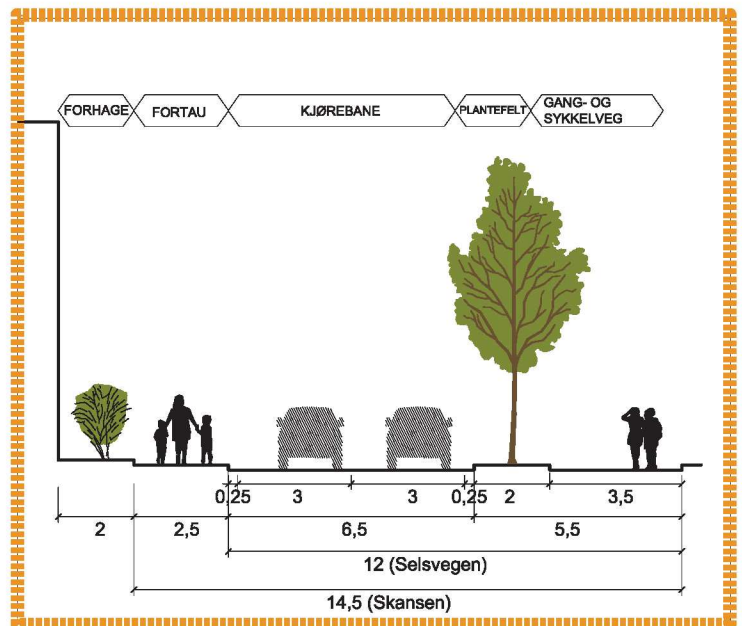 FORHAGE FORTAU KJØREBANE PLANTEFELT GANG- OG
SYKKELVEG
0,25 3 3 0,25 2 3,5
2 2,5 6,5 5,5
12 (Selsvegen)
14,5 (Skansen)